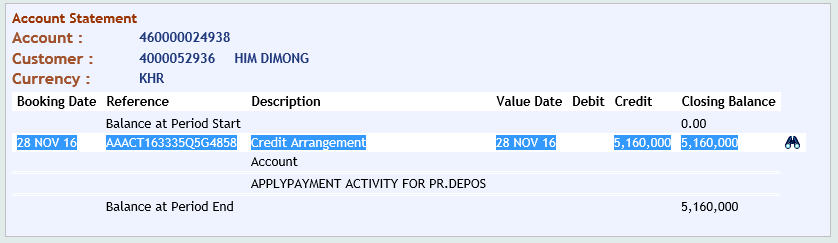 Account Statement
Account : 460000024938
Customer : 4000052936 HIM DIMONG
Currency : KHR
Booking Date Reference Description Value Date Debit Credit Closing Balance
Balance at Period Start 0.00
28 NOV 16 AAACT163335Q5G4858 Credit Arrangement 28 NOV 16 5,160,000 5,160,000
Account
APPLYPAYMENT ACTIVITY FOR PR.DEPOS
Balance at Period End 5,160,000